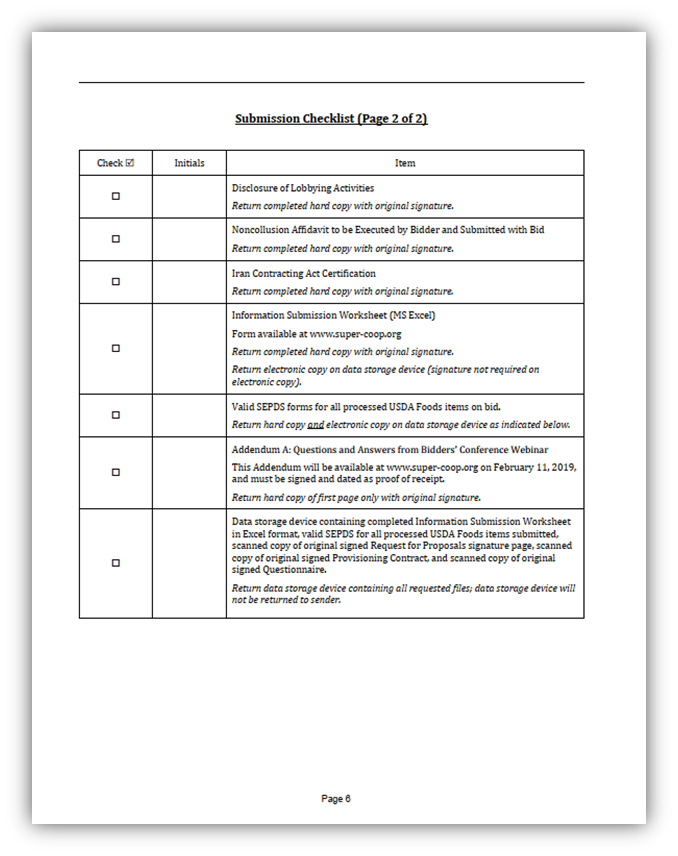 Submission Checklist (Page 2 of 2)
Check ☑ Initials Item
☐ Disclosure of Lobbying Activities
Return completed hard copy with original signature.
☐ Noncollusion Affidavit to be Executed by Bidder and Submitted with Bid
Return completed hard copy with original signature.
☐ Iran Contracting Act Certification
Return completed hard copy with original signature.
Information Submission Worksheet (MS Excel)
Form available at www.super-coop.org
☐ Return completed hard copy with original signature.
Return electronic copy on data storage device (signature not required on
electronic copy).
☐ Valid SEPDS forms for all processed USDA Foods items on bid.
Return hard copy and electronic copy on data storage device as indicated below.
Addendum A: Questions and Answers from Bidders’ Conference Webinar
☐ This Addendum will be available at www.super-coop.org on February 11, 2019,
and must be signed and dated as proof of receipt.
Return hard copy of first page only with original signature.
Data storage device containing completed Information Submission Worksheet
in Excel format, valid SEPDS for all processed USDA Foods items submitted,
scanned copy of original signed Request for Proposals signature page, scanned
☐ copy of original signed Provisioning Contract, and scanned copy of original
signed Questionnaire.
Return data storage device containing all requested files; data storage device will
not be returned to sender.
Page 6